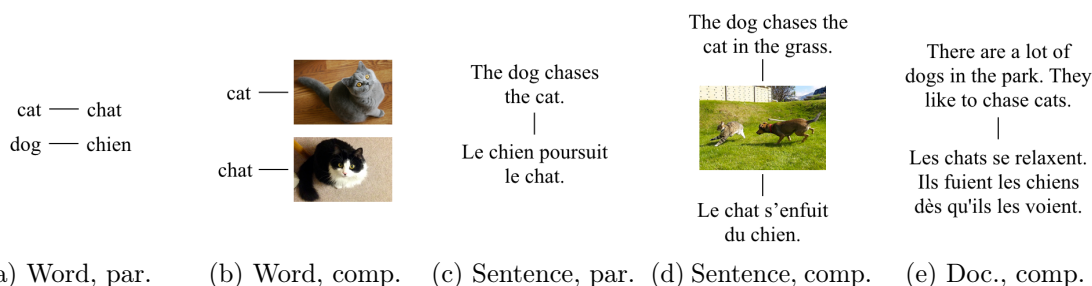 cat chat
dog chien
cat
chat
The dog chases
the cat.
Le chien poursuit
le chat.
The dog chases the
cat in the grass.
Le chat s'enfuit
du chien.
There are a lot of
dogs in the park. They
like to chase cats.
Les chats se relaxent.
Ils fuient les chiens
dès qu'ils les voient.
a) Word, par.
(b) Word, comp.
(c) Sentence, par.
(d) Sentence, comp.
(e) Doc., comp.